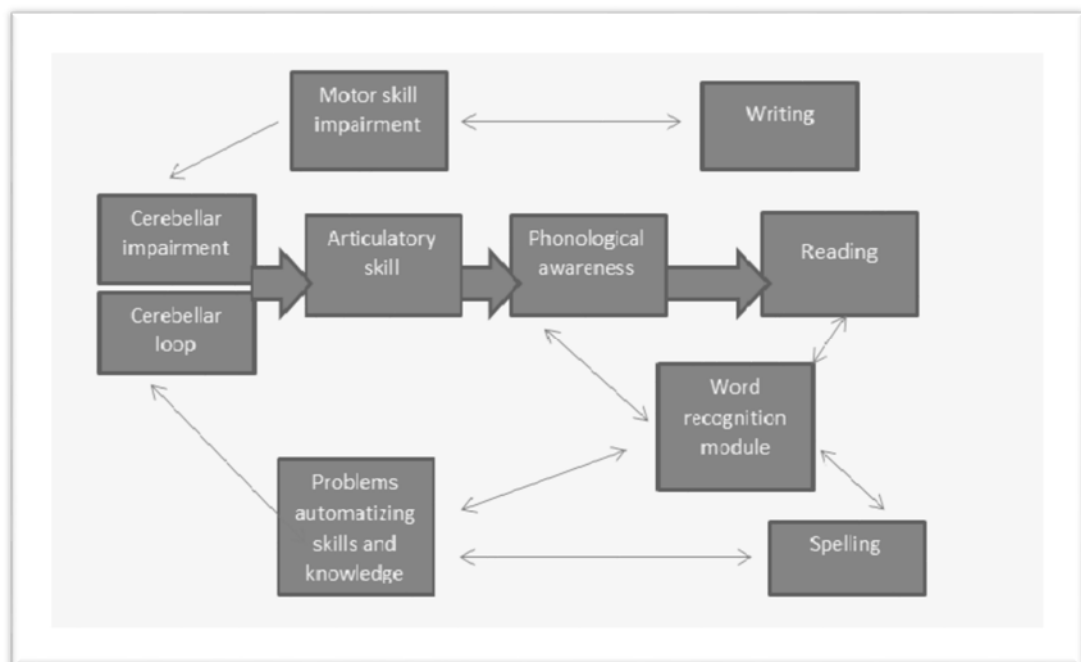 Motor skill
impairment
Writing
Cerebellar
impairment
Articulatory
skill
Phonological
awareness
Reading
Cerebellar
loop
Word
recognition
module
Problems
automatizing
skills and
knowledge
Spelling